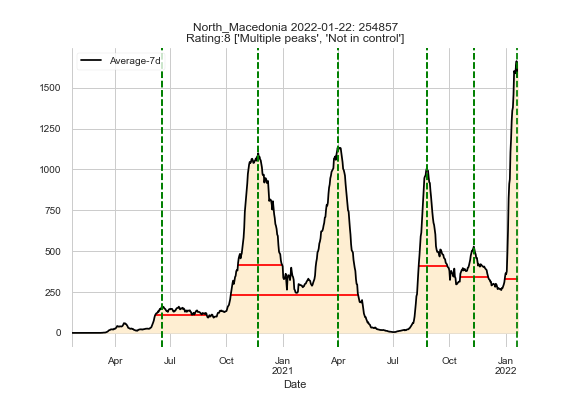 North_Macedonia 2022-01-22: 254857
Rating:8 ['Multiple peaks', 'Not in control']
Average-7d
1500
1250
1000
750
500
250
0
Apr Jul Oct Jan Apr Jul Oct Jan
2021 2022
Date